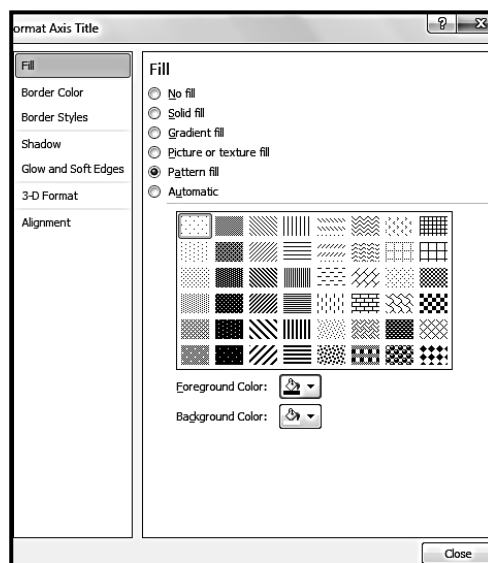 ormat Axis Title
?
X
Fill
Border Color
Border Styles
Shadow
Glow and Soft Edges
3-D Format
Alignment
Fill
No fill
Solid fill
Gradient fill
Picture or texture fill
Pattern fill
Automatic
Foreground Color:
Background Color:
Close